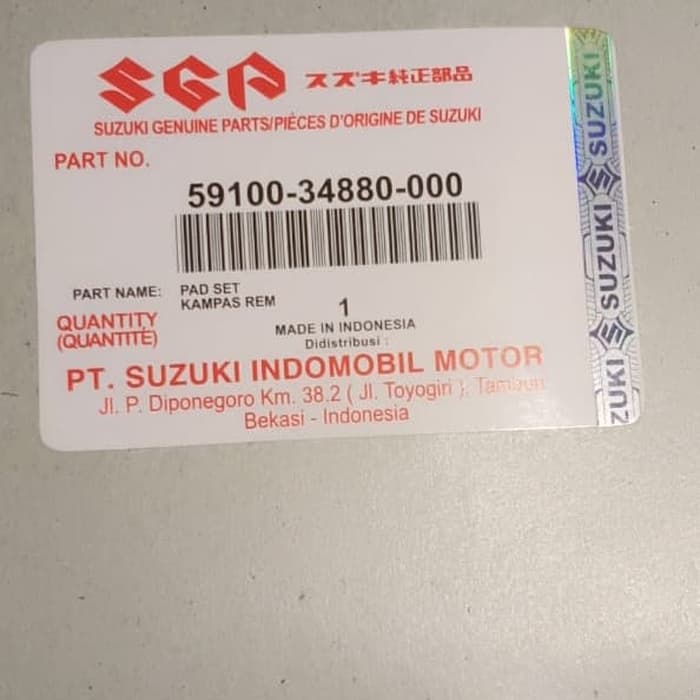 SGP スズキ純正部品
SUZUKI GENUINE PARTS/PIÈCES D'ORIGINE DE SUZUKI
PART NO.
59100-34880-000
PART NAME: PAD SET
KAMPAS REM
QUANTITY 1
(QUANTITÉ)
MADE IN INDONESIA
Didistribusi :
PT. SUZUKI INDOMOBIL MOTOR
Jl. P. Diponegoro Km. 38.2 ( Jl. Toyogiri ). Tambun
Bekasi - Indonesia
SUZUKI
SUZUKI
ZUKI